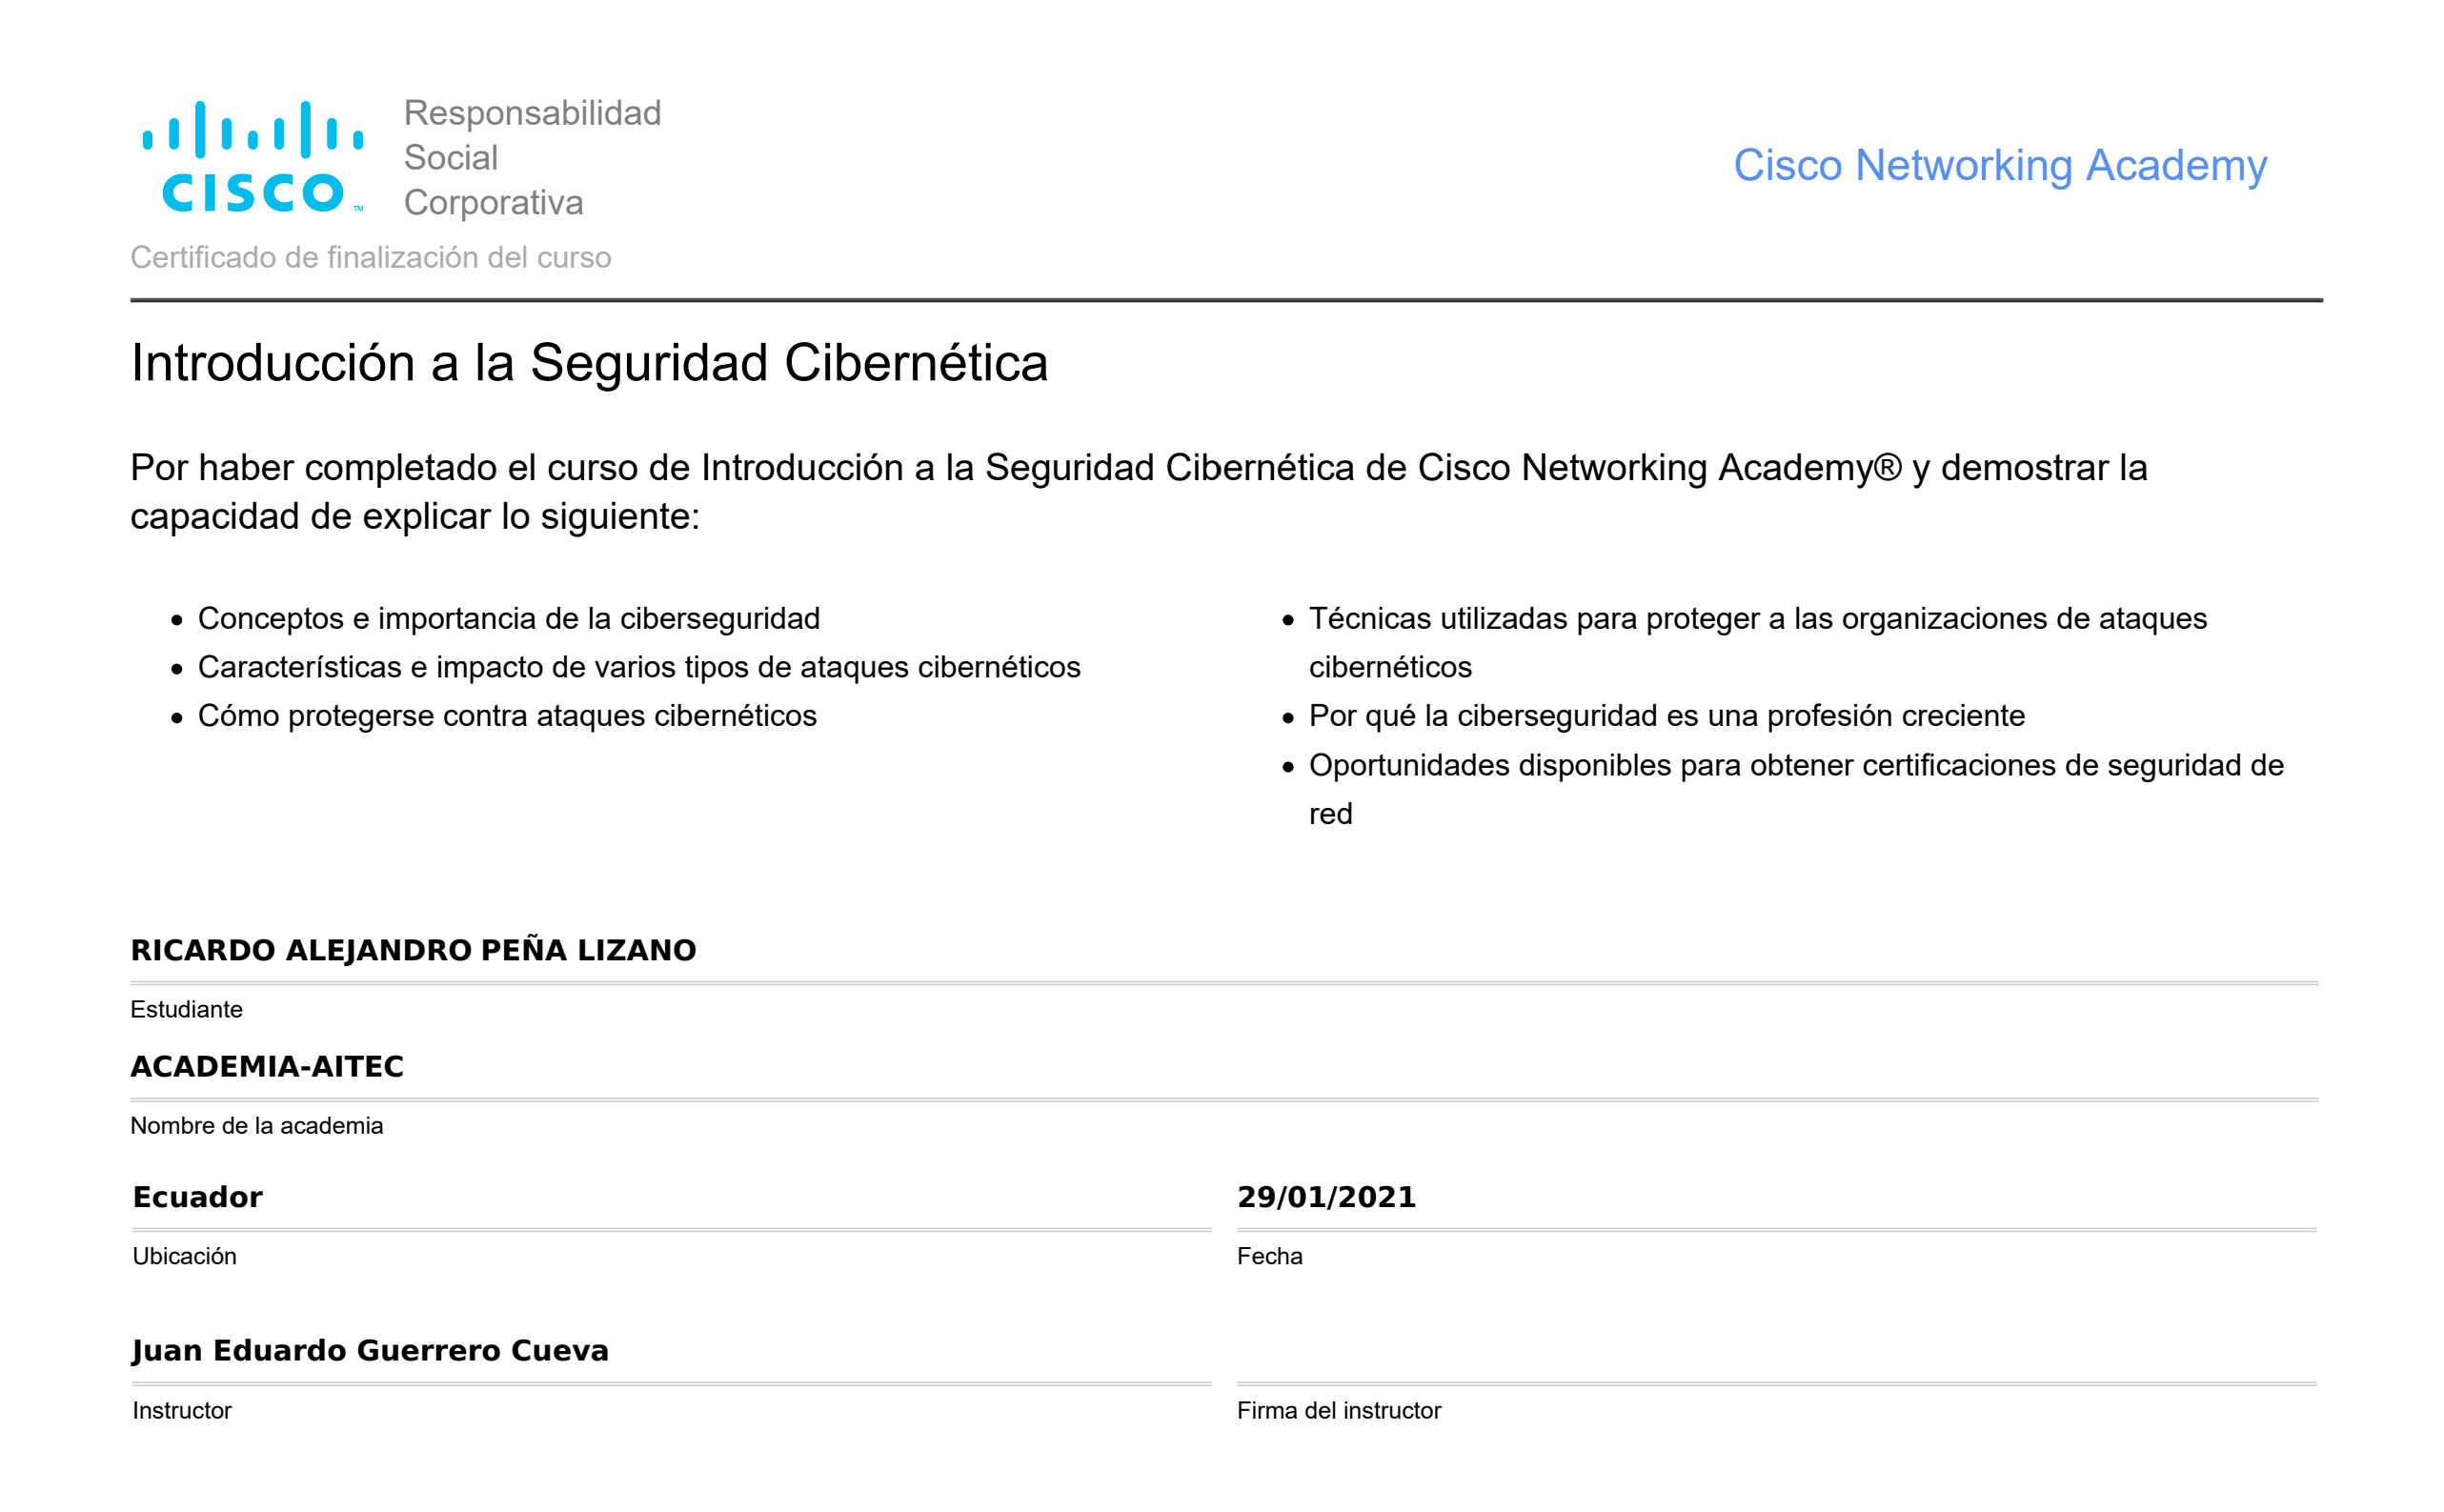 CISCO™
Responsabilidad
Social
Corporativa
Cisco Networking Academy
Certificado de finalización del curso
Introducción a la Seguridad Cibernética
Por haber completado el curso de Introducción a la Seguridad Cibernética de Cisco Networking Academy® y demostrar la
capacidad de explicar lo siguiente:
• Conceptos e importancia de la ciberseguridad
• Características e impacto de varios tipos de ataques cibernéticos
• Cómo protegerse contra ataques cibernéticos
• Técnicas utilizadas para proteger a las organizaciones de ataques
cibernéticos
• Por qué la ciberseguridad es una profesión creciente
• Oportunidades disponibles para obtener certificaciones de seguridad de
red
RICARDO ALEJANDRO PEÑA LIZANO
Estudiante
ACADEMIA-AITEC
Nombre de la academia
Ecuador
Ubicación
29/01/2021
Fecha
Juan Eduardo Guerrero Cueva
Instructor
Firma del instructor